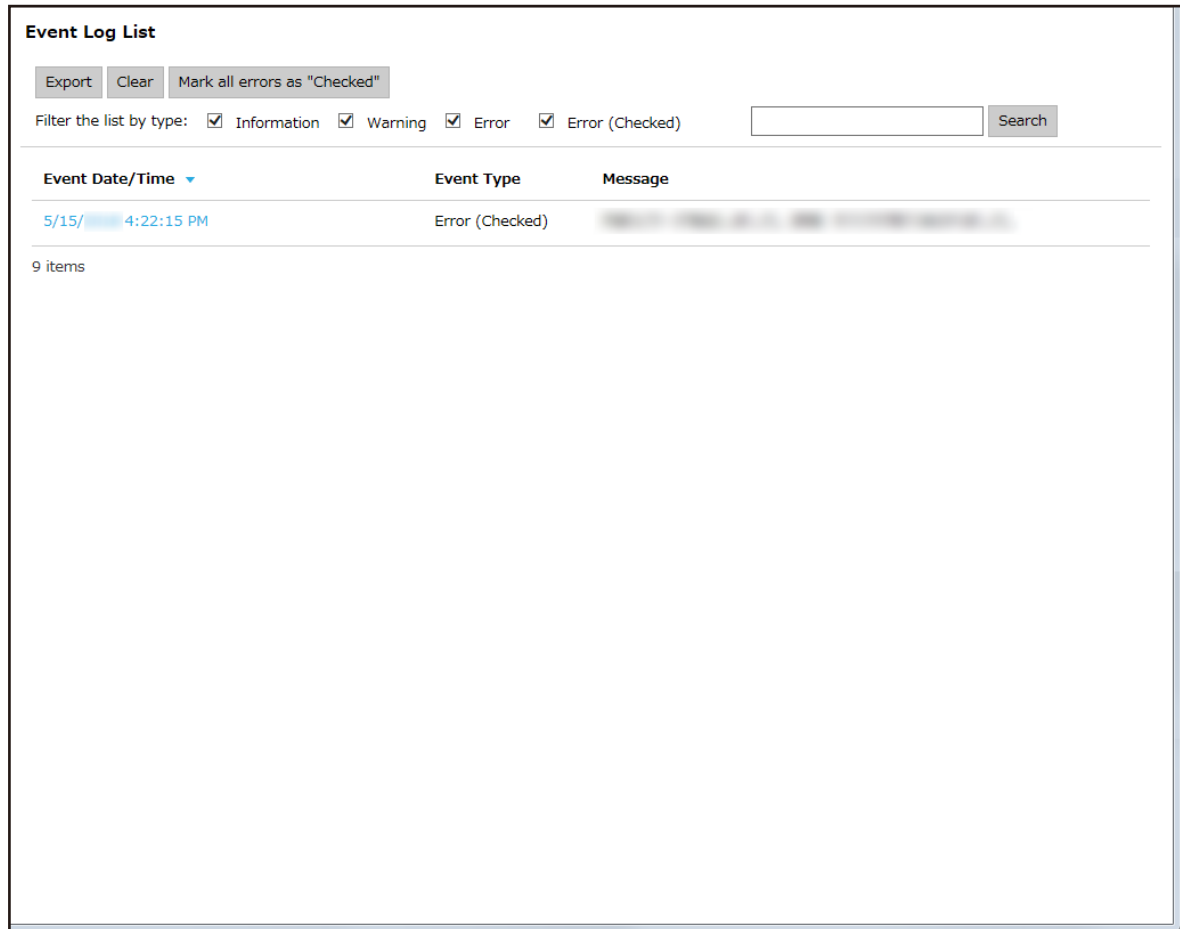 Event Log List
Export Clear Mark all errors as "Checked"
Filter the list by type: Information Warning Error Error (Checked) Search
Event Date/Time Event Type Message
5/15/ 4:22:15 PM Error (Checked)
9 items